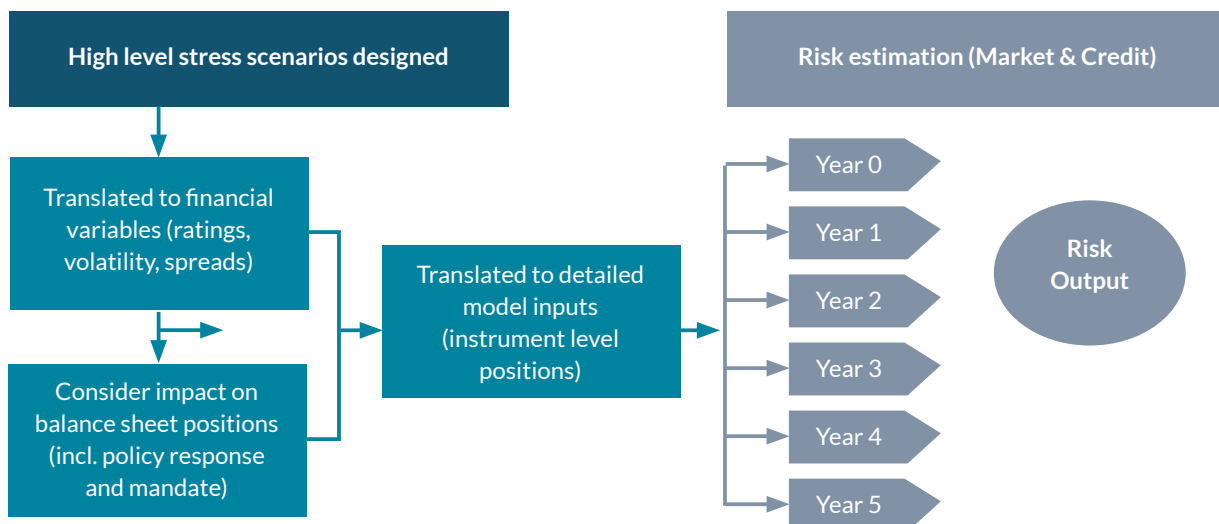 High level stress scenarios designed
Translated to financial
variables (ratings,
volatility, spreads)
Consider impact on
balance sheet positions
(incl. policy response
and mandate)
Translated to detailed
model inputs
(instrument level
positions)
Risk estimation (Market & Credit)
Year 0
Year 1
Year 2
Year 3
Year 4
Year 5
Risk
Output